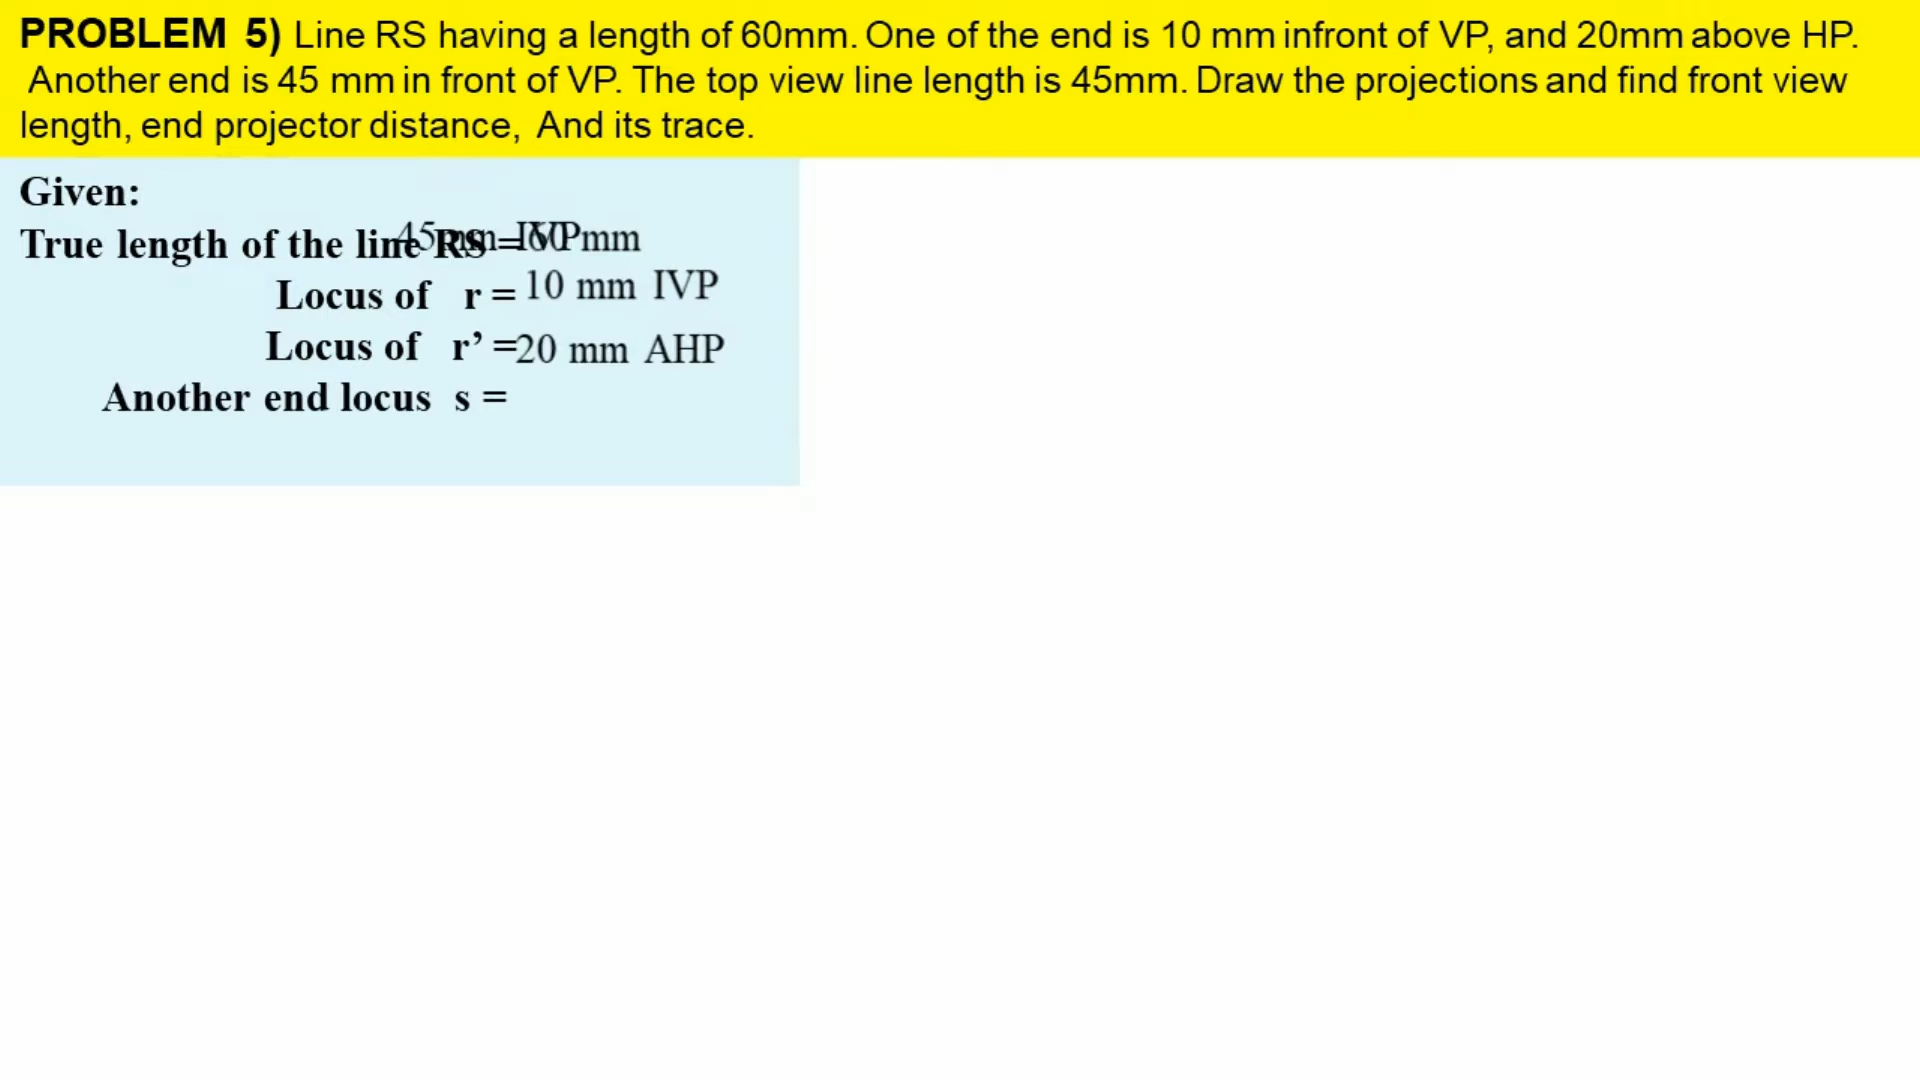 PROBLEM 5) Line RS having a length of 60mm. One of the end is 10 mm infront of VP, and 20mm above HP.
Another end is 45 mm in front of VP. The top view line length is 45mm. Draw the projections and find front view
length, end projector distance, And its trace.
Given:
True length of the line RS = 60 mm
45 mm IVP
Locus of r = 10 mm IVP
Locus of r’ = 20 mm AHP
Another end locus s =